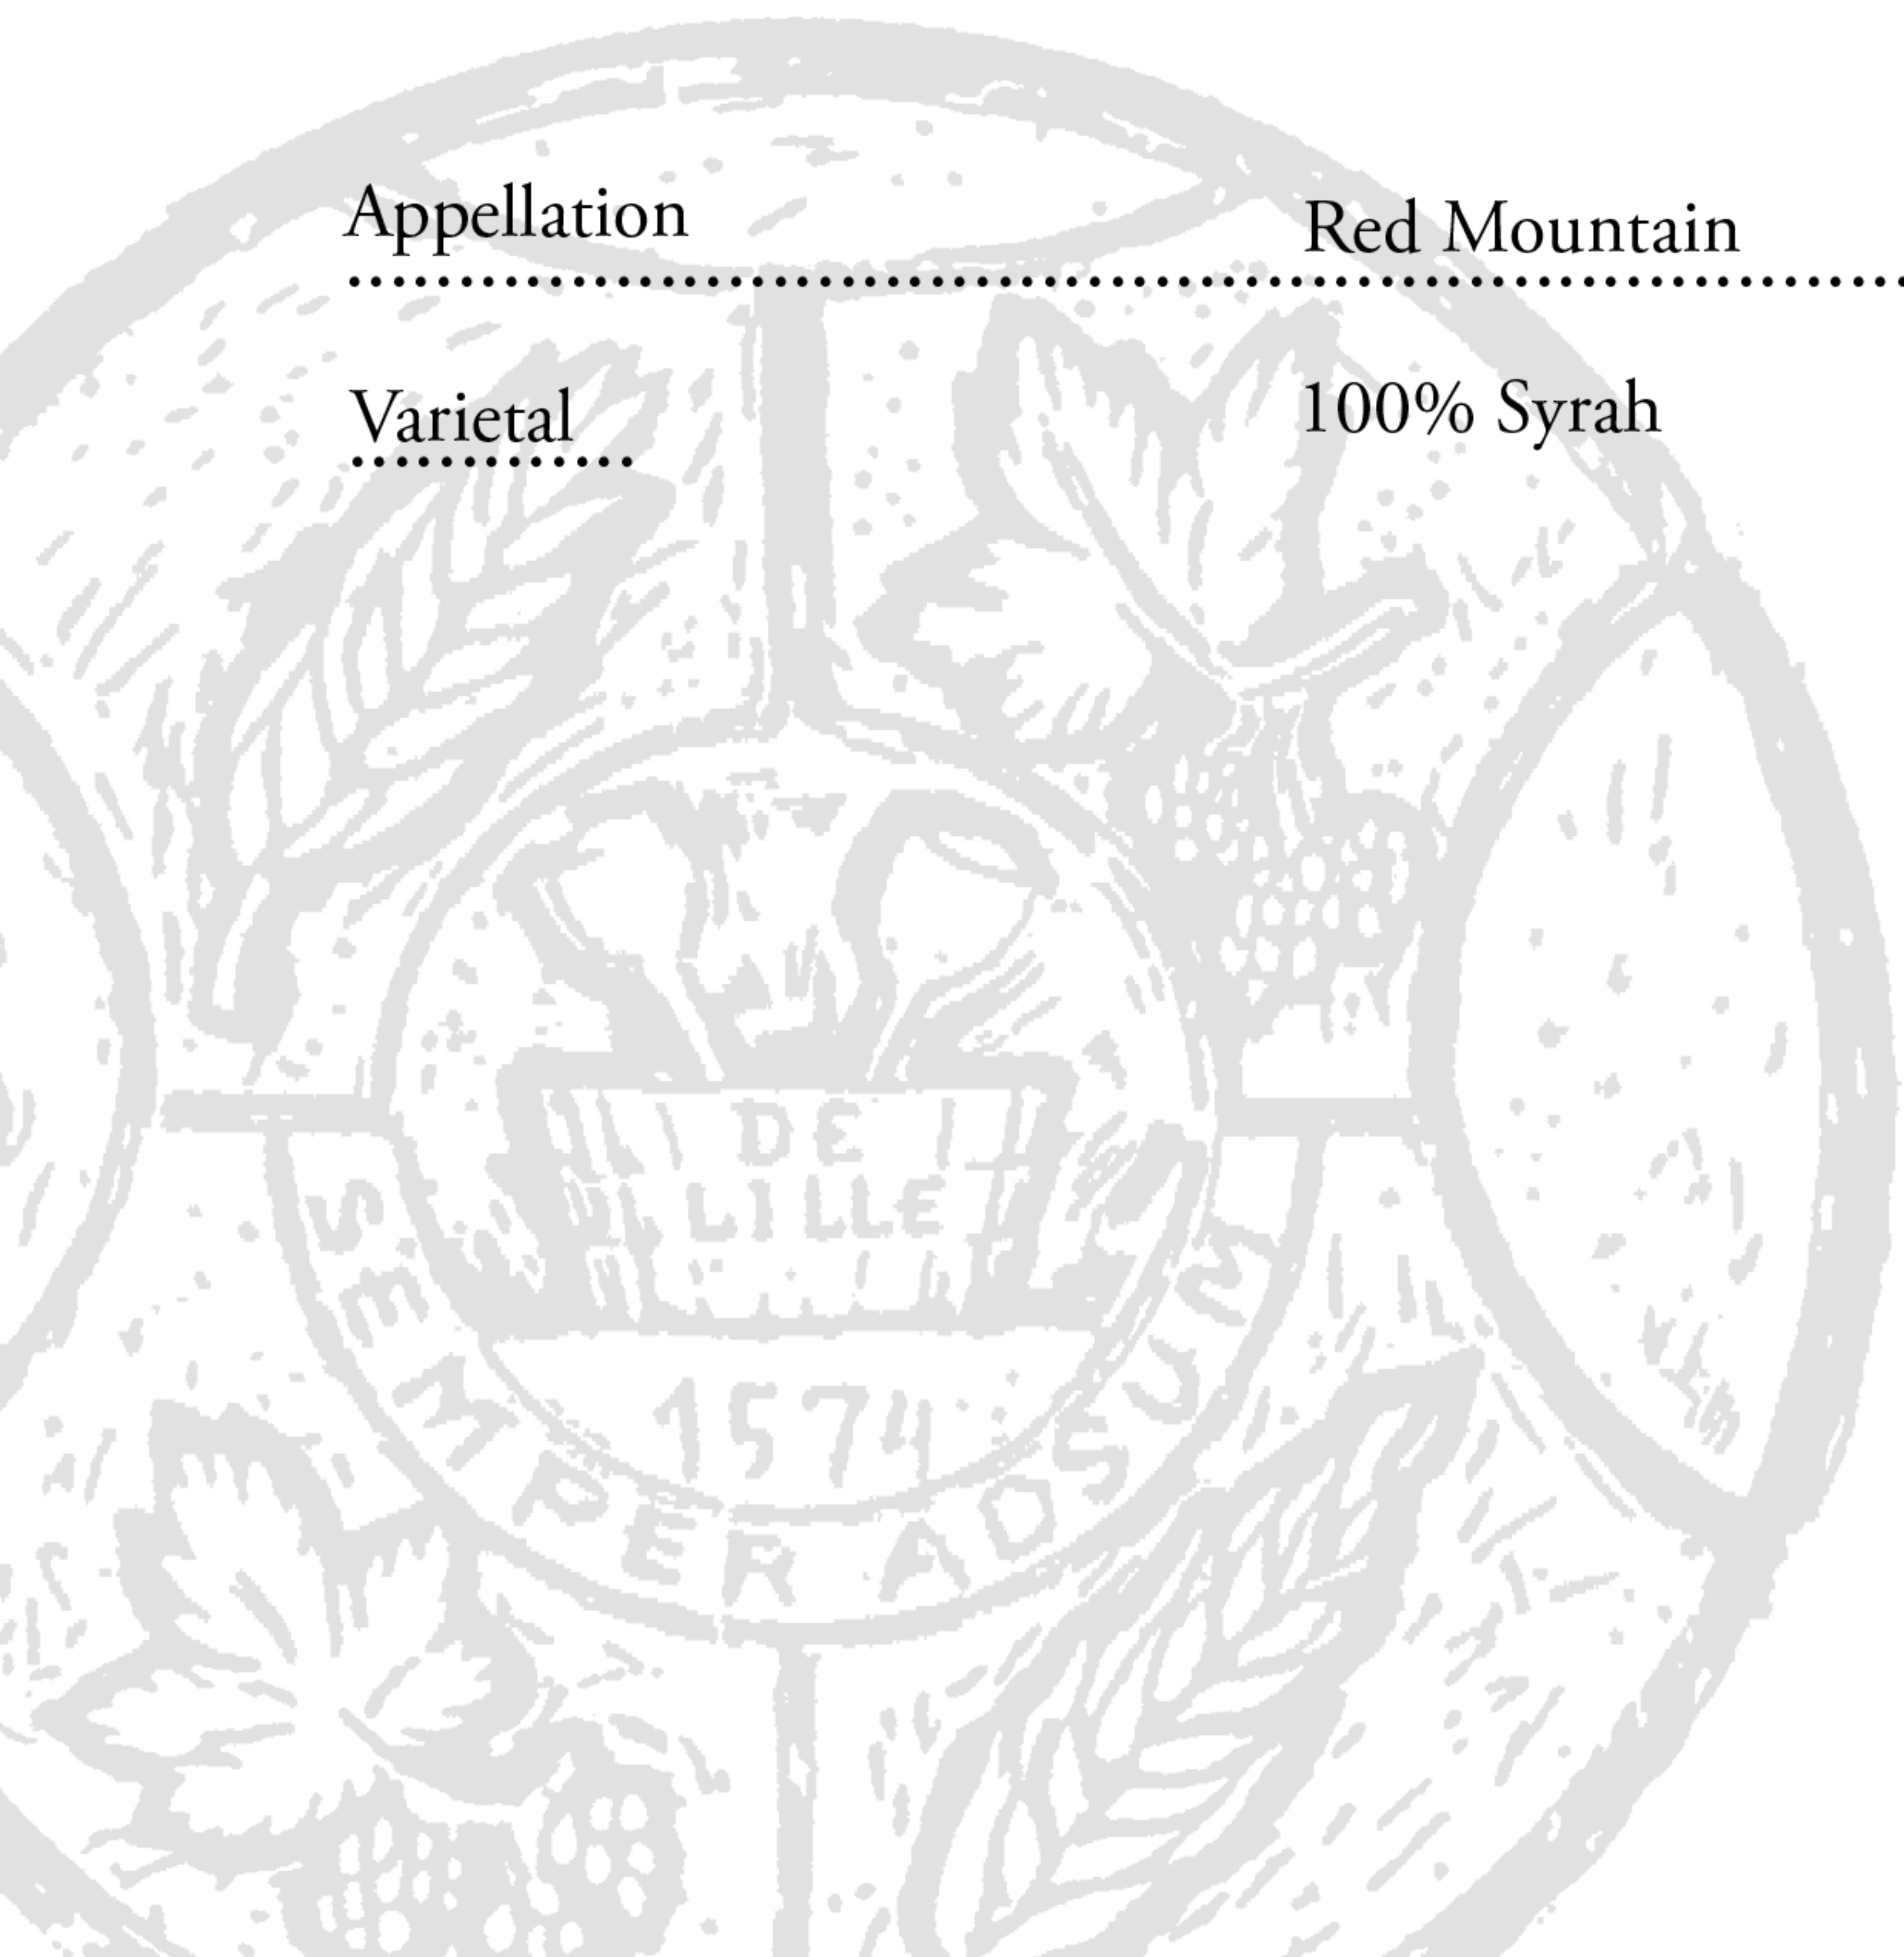 Appellation Red Mountain
Varietal 100% Syrah
DE
LILLE
1574
SEMPER ADSUM